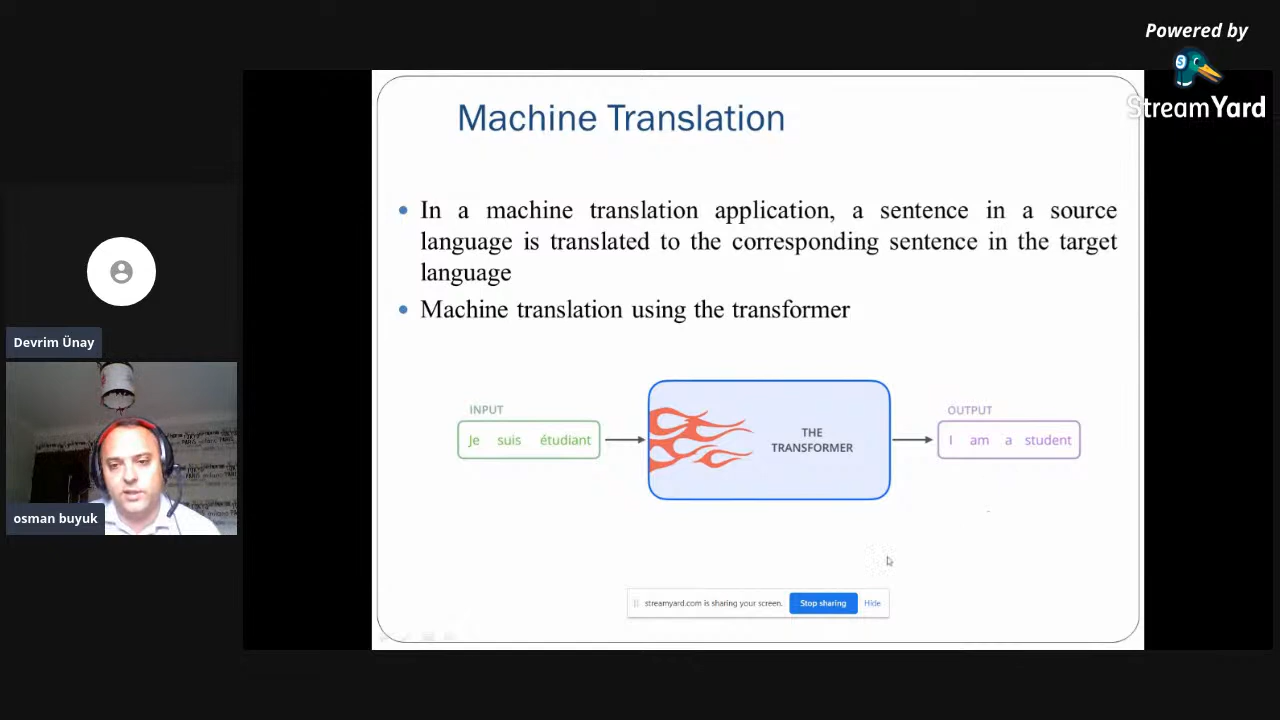 Powered by
StreamYard
Machine Translation
In a machine translation application, a sentence in a source
language is translated to the corresponding sentence in the target
language
Machine translation using the transformer
INPUT
Je suis étudiant
THE
TRANSFORMER
OUTPUT
I am a student
streamyard.com is sharing your screen.
Stop sharing
Hide
Devrim Ünay
osman buyuk